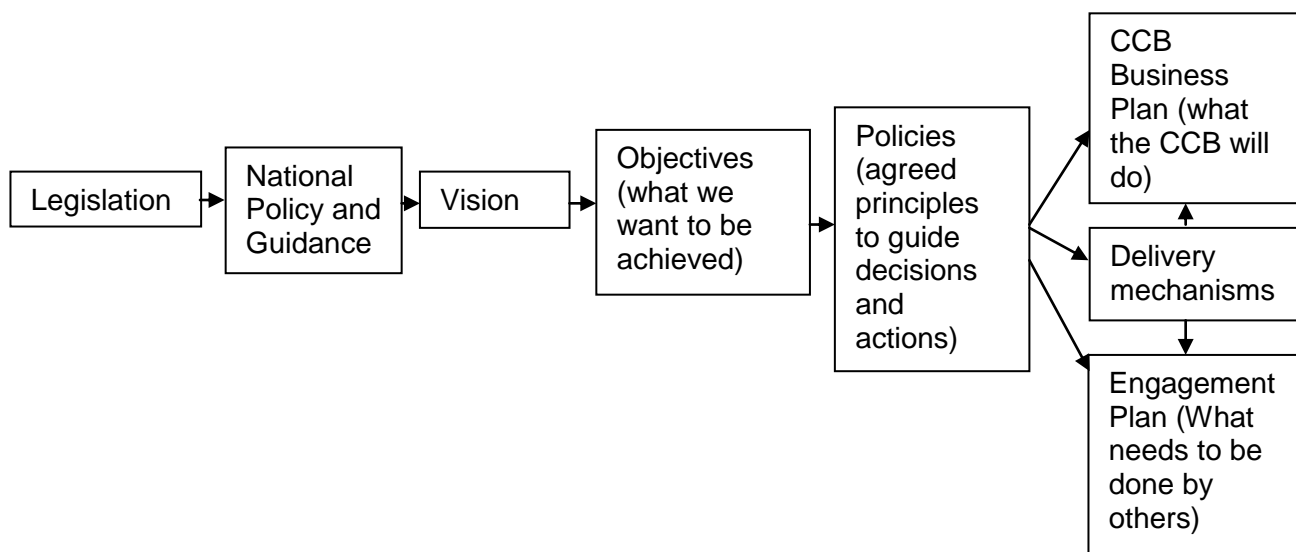 Legislation
National
Policy and
Guidance
Vision
Objectives
(what we
want to be
achieved)
Policies
(agreed
principles
to guide
decisions
and
actions)
CCB
Business
Plan (what
the CCB will
do)
Delivery
mechanisms
Engagement
Plan (What
needs to be
done by
others)